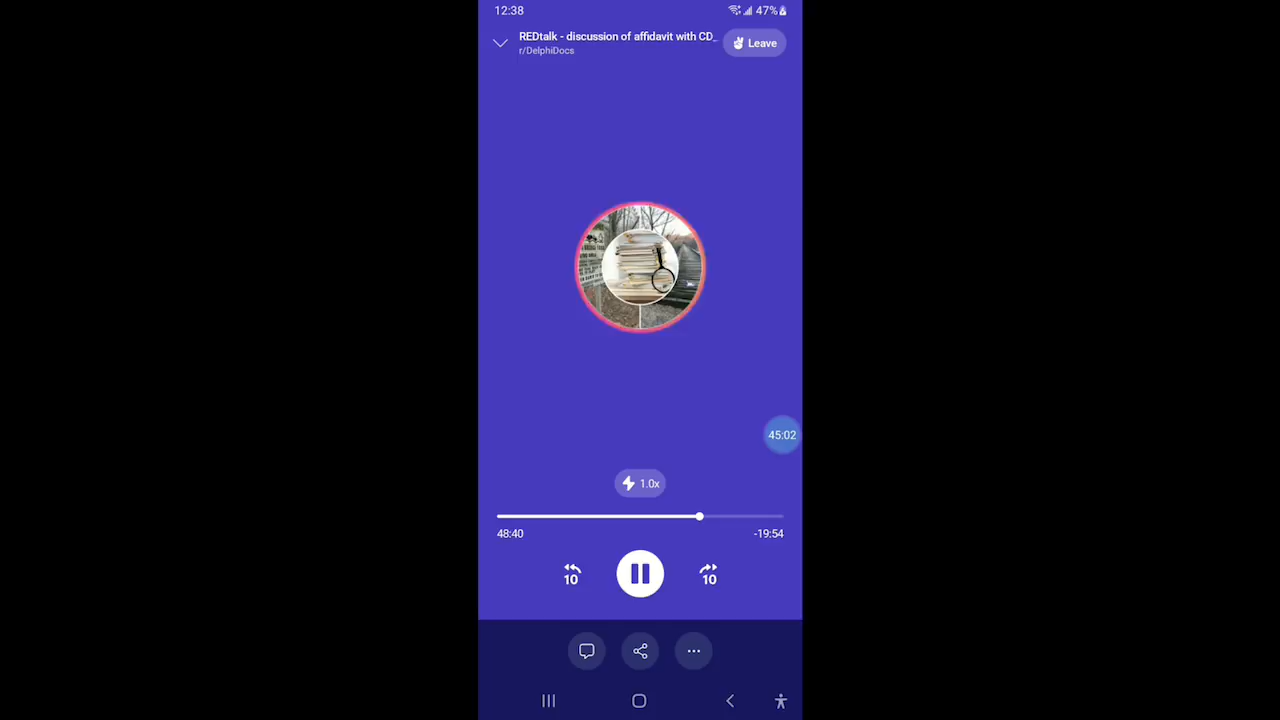 12:38
47%
REDtalk - discussion of affidavit with CD...
r/DelphiDocs
Leave
45:02
1.0x
48:40
-19:54
10
10